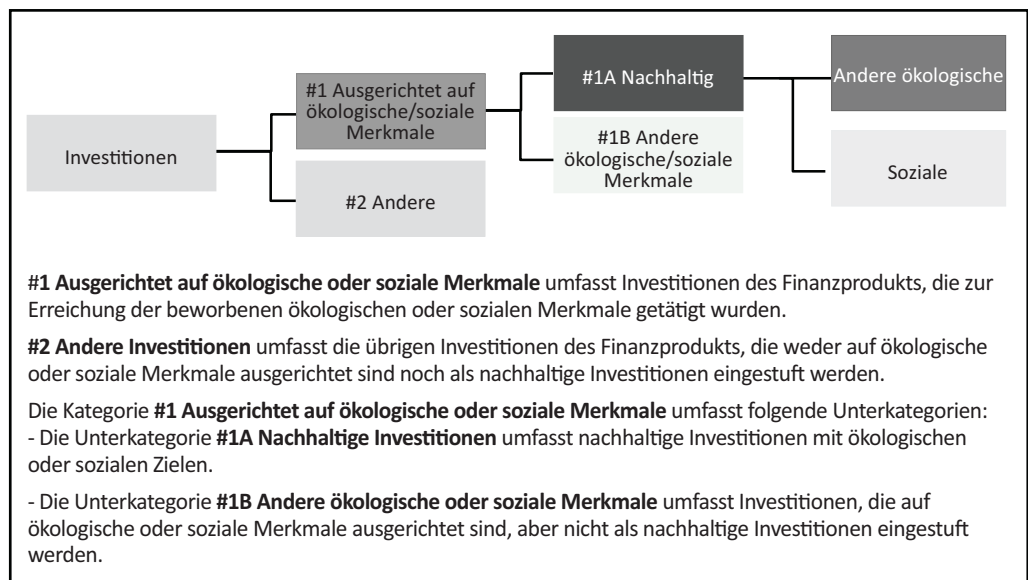 Investitionen
#1 Ausgerichtet auf
ökologische/soziale
Merkmale
#2 Andere
#1A Nachhaltig
#1B Andere
ökologische/soziale
Merkmale
Andere ökologische
Soziale
#1 Ausgerichtet auf ökologische oder soziale Merkmale umfasst Investitionen des Finanzprodukts, die zur
Erreichung der beworbenen ökologischen oder sozialen Merkmale getätigt wurden.
#2 Andere Investitionen umfasst die übrigen Investitionen des Finanzprodukts, die weder auf ökologische
oder soziale Merkmale ausgerichtet sind noch als nachhaltige Investitionen eingestuft werden.
Die Kategorie #1 Ausgerichtet auf ökologische oder soziale Merkmale umfasst folgende Unterkategorien:
- Die Unterkategorie #1A Nachhaltige Investitionen umfasst nachhaltige Investitionen mit ökologischen
oder sozialen Zielen.
- Die Unterkategorie #1B Andere ökologische oder soziale Merkmale umfasst Investitionen, die auf
ökologische oder soziale Merkmale ausgerichtet sind, aber nicht als nachhaltige Investitionen eingestuft
werden.